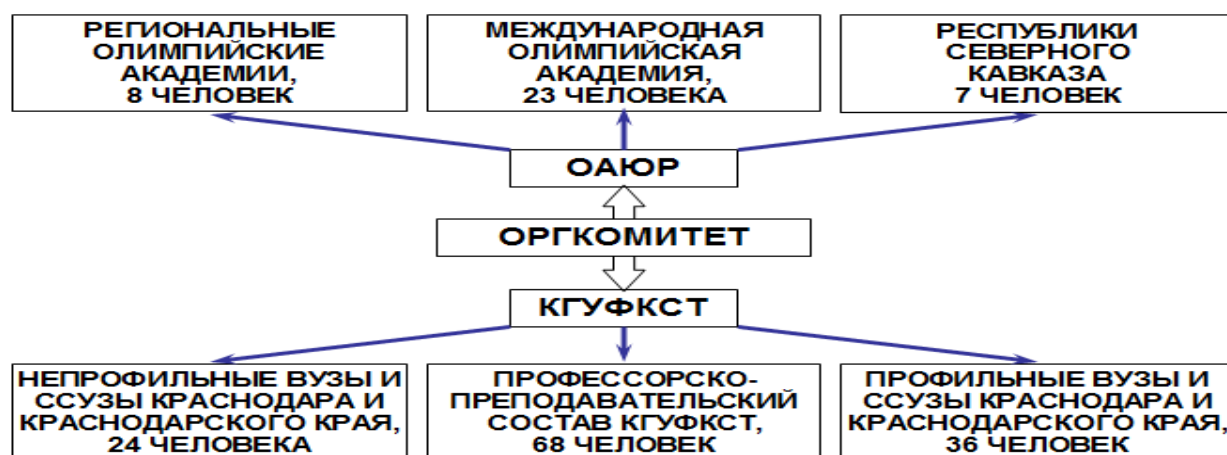 РЕГИОНАЛЬНЫЕ
ОЛИМПИЙСКИЕ
АКАДЕМИИ,
8 ЧЕЛОВЕК
МЕЖДУНАРОДНАЯ
ОЛИМПИЙСКАЯ
АКАДЕМИЯ,
23 ЧЕЛОВЕКА
РЕСПУБЛИКИ
СЕВЕРНОГО
КАВКАЗА
7 ЧЕЛОВЕК
ОАЮР
ОРГКОМИТЕТ
КГУФКСТ
НЕПРОФИЛЬНЫЕ ВУЗЫ И
ССУЗЫ КРАСНОДАРА И
КРАСНОДАРСКОГО КРАЯ,
24 ЧЕЛОВЕКА
ПРОФЕССОРСКО-
ПРЕПОДАВАТЕЛЬСКИЙ
СОСТАВ КГУФКСТ,
68 ЧЕЛОВЕК
ПРОФИЛЬНЫЕ ВУЗЫ И
ССУЗЫ КРАСНОДАРА И
КРАСНОДАРСКОГО КРАЯ,
36 ЧЕЛОВЕК